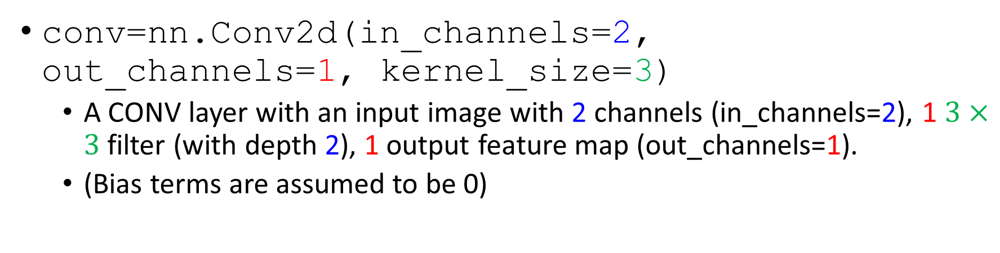 • conv=nn.Conv2d(in_channels=2,
out_channels=1, kernel_size=3)
• A CONV layer with an input image with 2 channels (in_channels=2), 1 3 ×
3 filter (with depth 2), 1 output feature map (out_channels=1).
• (Bias terms are assumed to be 0)